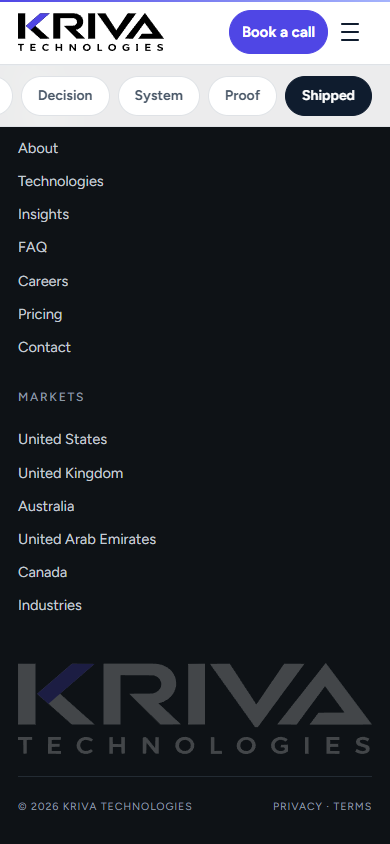 KRIVA
TECHNOLOGIES
Book a call
Decision
System
Proof
Shipped
About
Technologies
Insights
FAQ
Careers
Pricing
Contact
MARKETS
United States
United Kingdom
Australia
United Arab Emirates
Canada
Industries
KRIVA
TECHNOLOGIES
© 2026 KRIVA TECHNOLOGIES
PRIVACY · TERMS